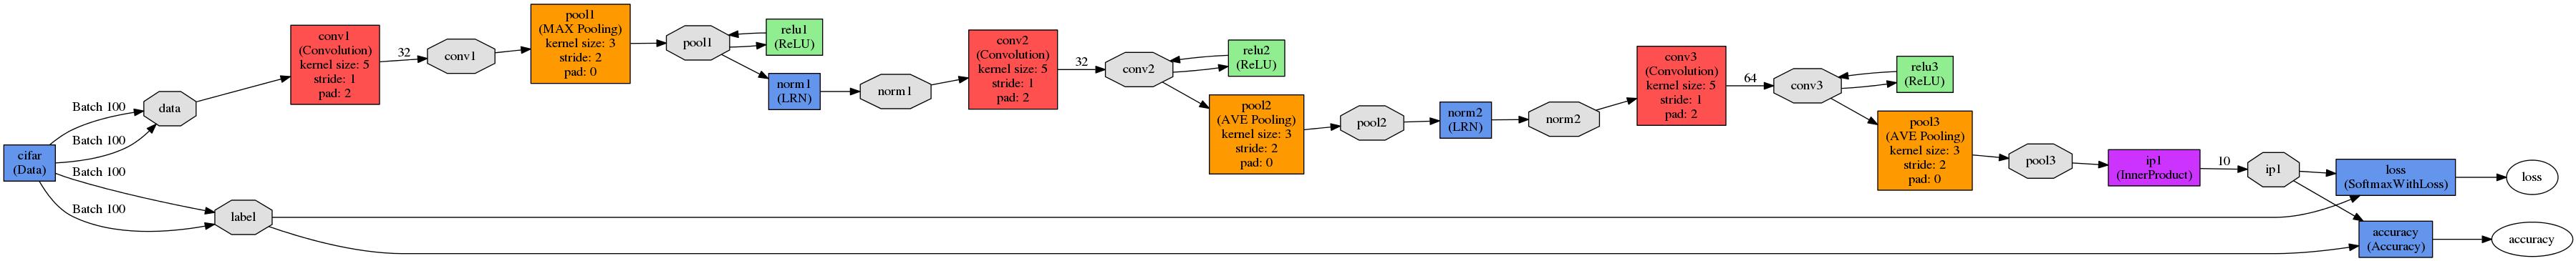 cifar
(Data)
Batch 100
Batch 100
Batch 100
Batch 100
data
label
conv1
(Convolution)
kernel size: 5
stride: 1
pad: 2
32
conv1
pool1
(MAX Pooling)
kernel size: 3
stride: 2
pad: 0
pool1
relu1
(ReLU)
norm1
(LRN)
norm1
conv2
(Convolution)
kernel size: 5
stride: 1
pad: 2
32
conv2
relu2
(ReLU)
pool2
(AVE Pooling)
kernel size: 3
stride: 2
pad: 0
pool2
norm2
(LRN)
norm2
conv3
(Convolution)
kernel size: 5
stride: 1
pad: 2
64
conv3
relu3
(ReLU)
pool3
(AVE Pooling)
kernel size: 3
stride: 2
pad: 0
pool3
ip1
(InnerProduct)
10
ip1
loss
(SoftmaxWithLoss)
loss
accuracy
(Accuracy)
accuracy